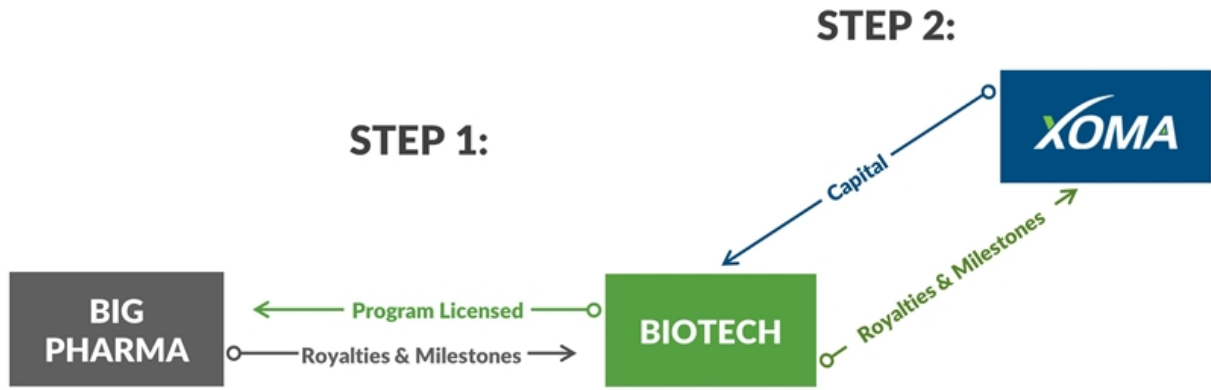 STEP 2:
XOMA
STEP 1:
Capital
Royalties & Milestones
BIG
PHARMA
Program Licensed
Royalties & Milestones
BIOTECH